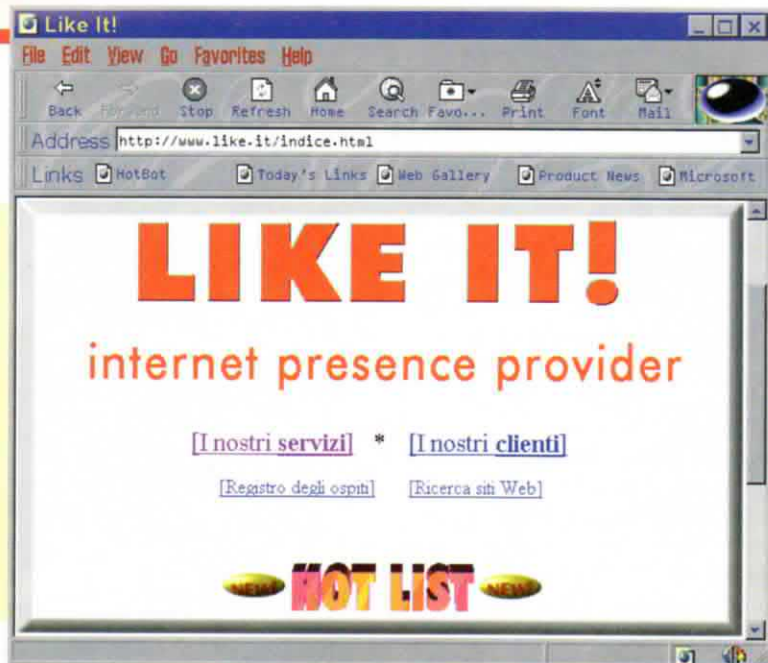 Like It!
File Edit View Go Favorites Help
Back Forward Stop Refresh Home Search Favo... Print Font Mail
Address http://www.like.it/indice.html
Links HotBot Today's Links Web Gallery Product News Microsoft
LIKE IT!
internet presence provider
[I nostri servizi] * [I nostri clienti]
[Registro degli ospiti] [Ricerca siti Web]
NEW! HOT LIST NEW!